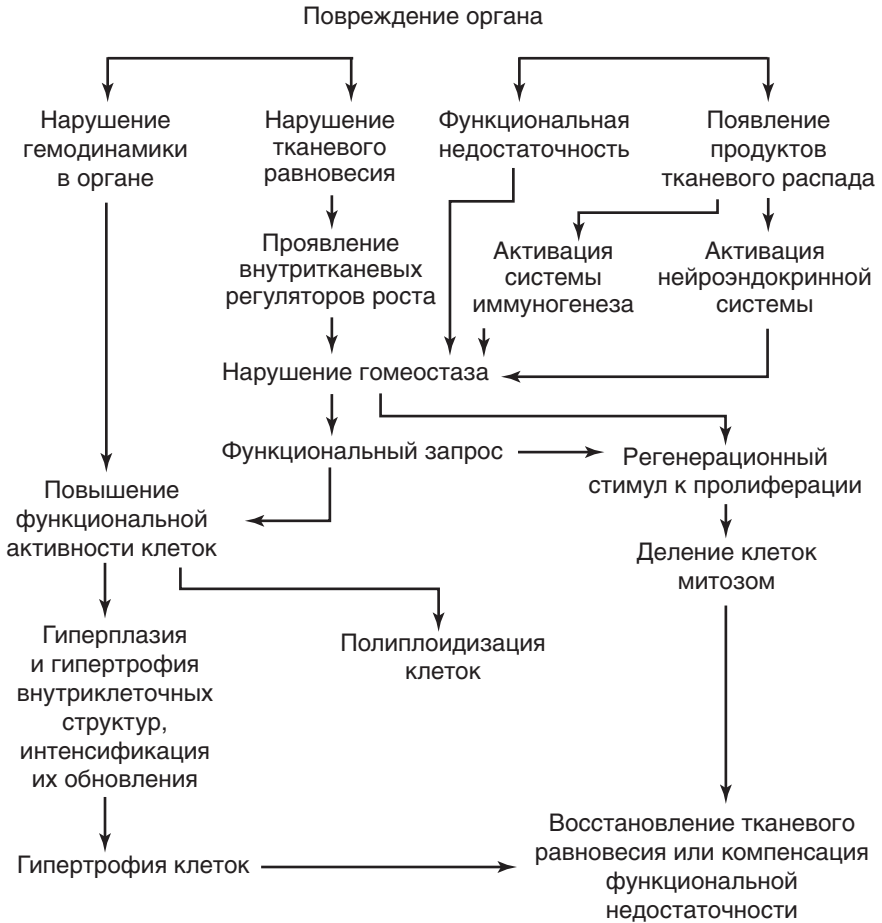 Повреждение органа
Нарушение
гемодинамики
в органе
Нарушение
тканевого
равновесия
Функциональная
недостаточность
Появление
продуктов
тканевого распада
Проявление
внутритканевых
регуляторов роста
Активация
системы
иммуногенеза
Активация
нейроэндокринной
системы
Нарушение гомеостаза
Функциональный запрос
Регенерационный
стимул к пролиферации
Повышение
функциональной
активности клеток
Деление клеток
митозом
Гиперплазия
и гипертрофия
внутриклеточных
структур,
интенсификация
их обновления
Полиплоидизация
клеток
Гипертрофия клеток
Восстановление тканевого
равновесия или компенсация
функциональной
недостаточности